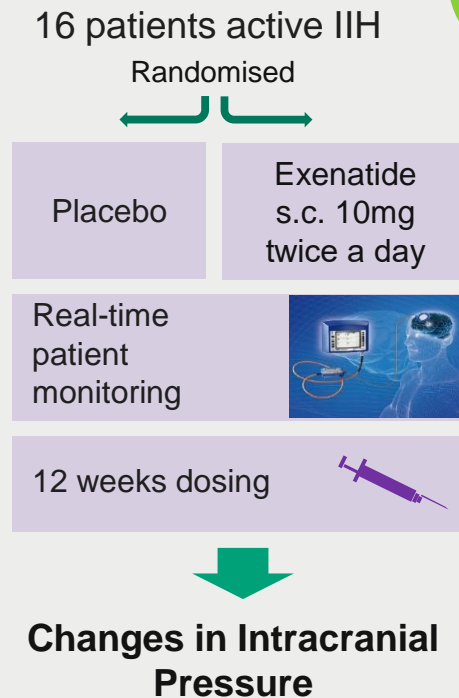 16 patients active IIH
Randomised
Placebo
Exenatide
s.c. 10mg
twice a day
Real-time
patient
monitoring
12 weeks dosing
Changes in Intracranial
Pressure